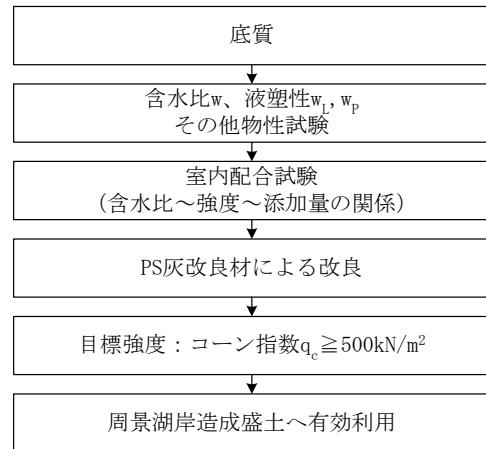 底質
含水比w、液塑性w_L,w_P
その他物性試験
室内配合試験
(含水比～強度～添加量の関係)
PS灰改良材による改良
目標強度：コーン指数q_c≧500kN/m²
周景湖岸造成盛土へ有効利用